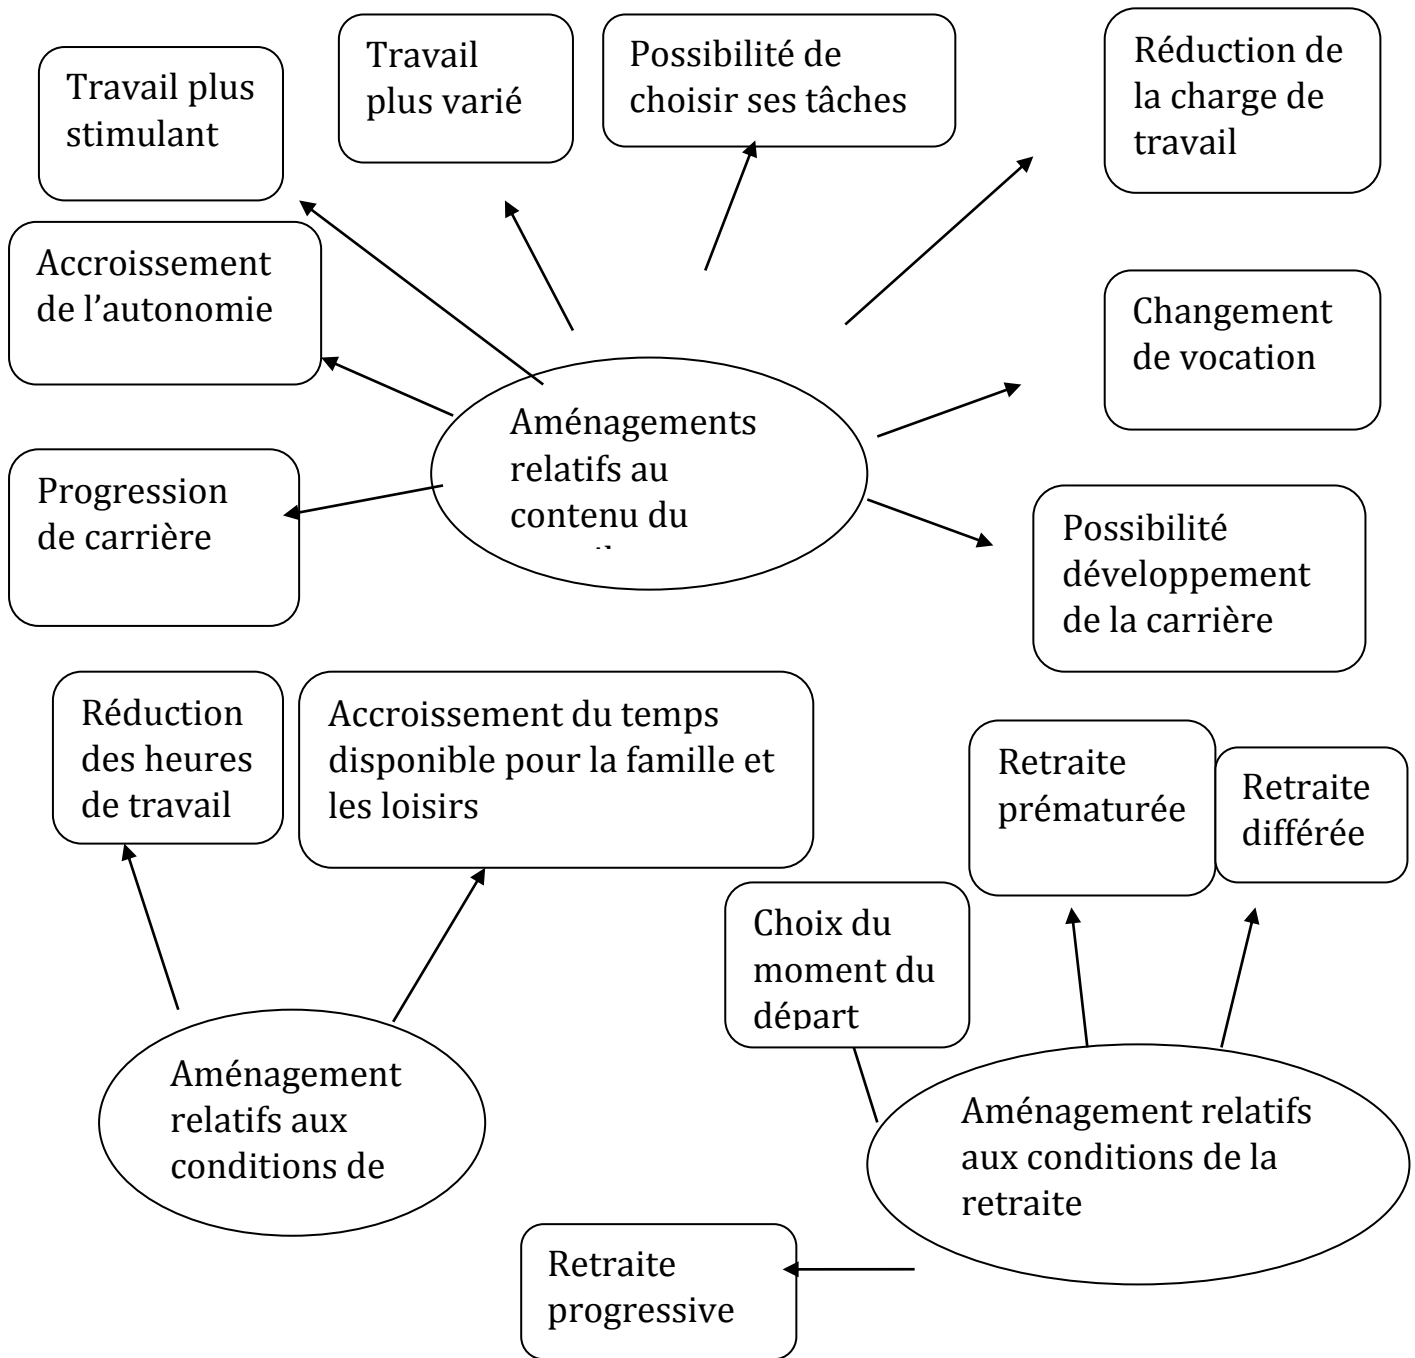 Travail plus
stimulant
Travail
plus varié
Possibilité de
choisir ses tâches
Réduction de
la charge de
travail
Accroissement
de l’autonomie
Changement
de vocation
Aménagements
relatifs au
contenu du
Progression
de carrière
Possibilité
développement
de la carrière
Réduction
des heures
de travail
Accroissement du temps
disponible pour la famille et
les loisirs
Retraite
prématurée
Retraite
différée
Choix du
moment du
départ
Aménagement
relatifs aux
conditions de
Aménagement relatifs
aux conditions de la
retraite
Retraite
progressive